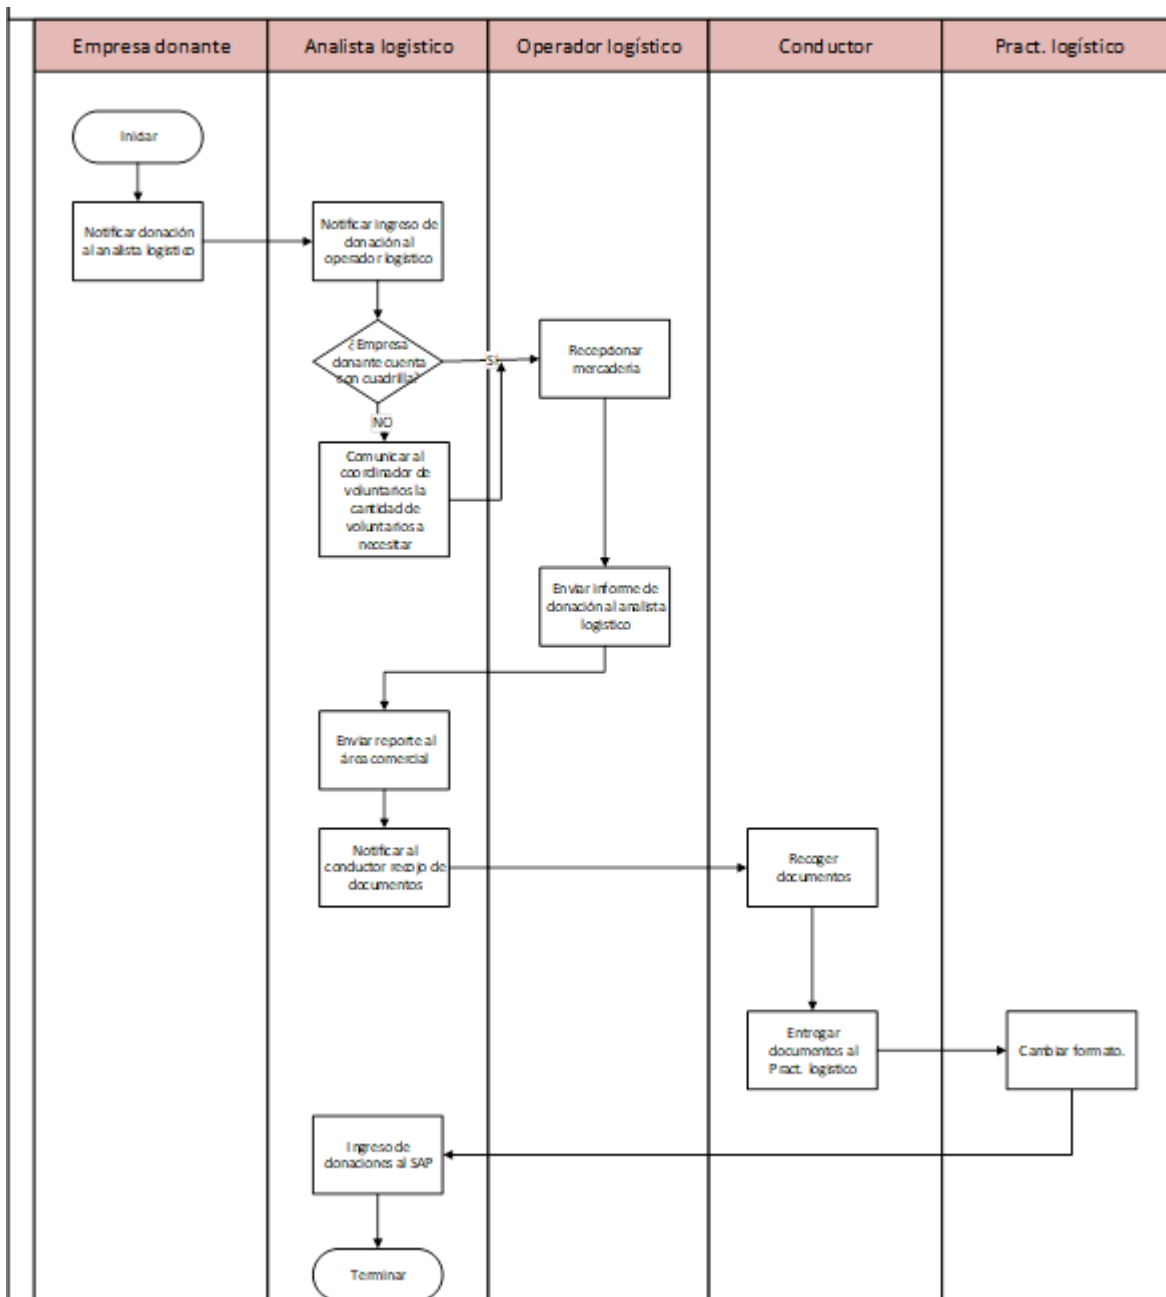 Empresa donante
Analista logistico
Operador logístico
Conductor
Pract. logístico
Iniciar
Notificar donación
al analista logístico
Notificar ingreso de
donación al
operador logístico
¿Empresa
donante cuenta
con cuadrilla?
SI
Recepcionar
mercadería
NO
Comunicar al
coordinador de
voluntarios la
cantidad de
voluntarios a
necesitar
Enviar informe de
donación al analista
logístico
Enviar reporte al
área comercial
Notificar al
conductor recojo de
documentos
Recoger
documentos
Entregar
documentos al
Pract. logístico
Cambiar formato.
Ingreso de
donaciones al SAP
Terminar